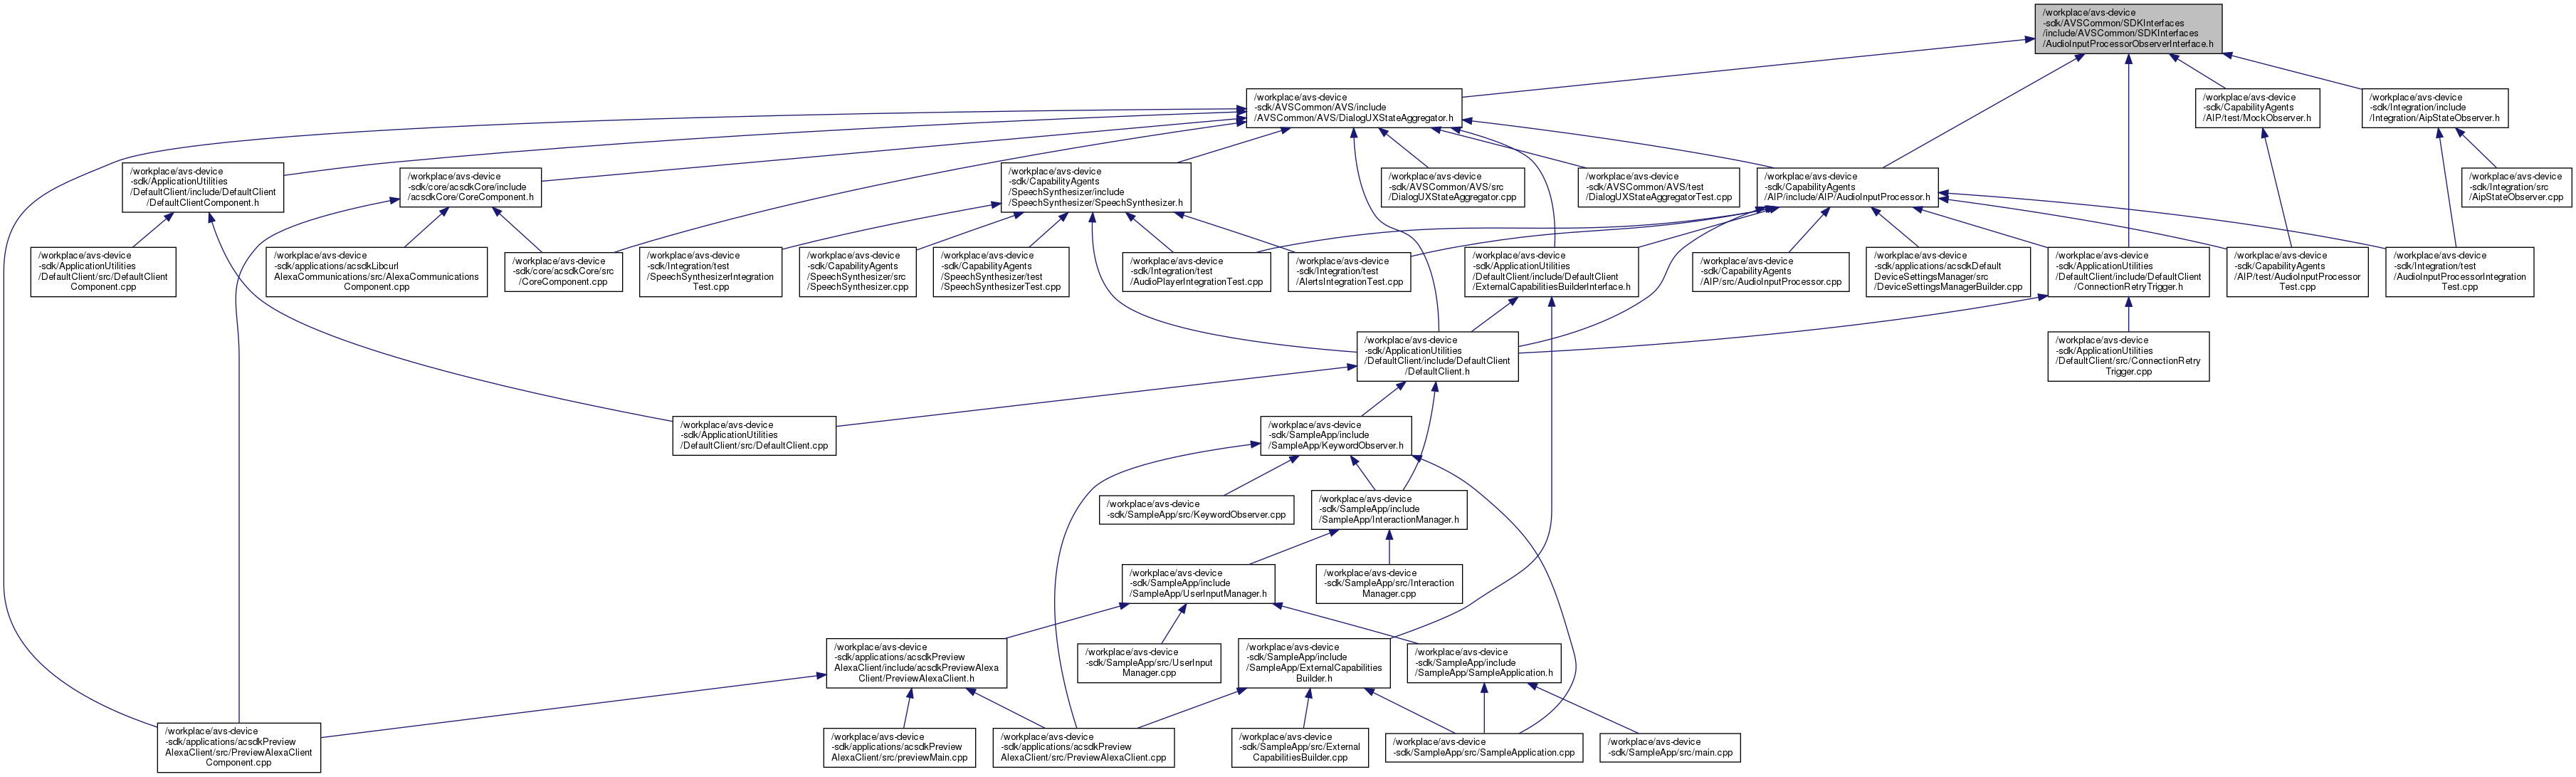 /workplace/avs-device
-sdk/AVSCommon/SDKInterfaces
/include/AVSCommon/SDKInterfaces
/AudioInputProcessorObserverInterface.h
/workplace/avs-device
-sdk/AVSCommon/AVS/include
/AVSCommon/AVS/DialogUXStateAggregator.h
/workplace/avs-device
-sdk/CapabilityAgents
/AIP/test/MockObserver.h
/workplace/avs-device
-sdk/Integration/include
/Integration/AipStateObserver.h
/workplace/avs-device
-sdk/ApplicationUtilities
/DefaultClient/include/DefaultClient
/DefaultClientComponent.h
/workplace/avs-device
-sdk/core/acsdkCore/include
/acsdkCore/CoreComponent.h
/workplace/avs-device
-sdk/CapabilityAgents
/SpeechSynthesizer/include
/SpeechSynthesizer/SpeechSynthesizer.h
/workplace/avs-device
-sdk/AVSCommon/AVS/src
/DialogUXStateAggregator.cpp
/workplace/avs-device
-sdk/AVSCommon/AVS/test
/DialogUXStateAggregatorTest.cpp
/workplace/avs-device
-sdk/CapabilityAgents
/AIP/include/AIP/AudioInputProcessor.h
/workplace/avs-device
-sdk/Integration/src
/AipStateObserver.cpp
/workplace/avs-device
-sdk/ApplicationUtilities
/DefaultClient/src/DefaultClient
Component.cpp
/workplace/avs-device
-sdk/applications/acsdkLibcurl
AlexaCommunications/src/AlexaCommunications
Component.cpp
/workplace/avs-device
-sdk/core/acsdkCore/src
/CoreComponent.cpp
/workplace/avs-device
-sdk/Integration/test
/SpeechSynthesizerIntegration
Test.cpp
/workplace/avs-device
-sdk/CapabilityAgents
/SpeechSynthesizer/src
/SpeechSynthesizer.cpp
/workplace/avs-device
-sdk/CapabilityAgents
/SpeechSynthesizer/test
/SpeechSynthesizerTest.cpp
/workplace/avs-device
-sdk/Integration/test
/AudioPlayerIntegrationTest.cpp
/workplace/avs-device
-sdk/Integration/test
/AlertsIntegrationTest.cpp
/workplace/avs-device
-sdk/ApplicationUtilities
/DefaultClient/include/DefaultClient
/ExternalCapabilitiesBuilderInterface.h
/workplace/avs-device
-sdk/CapabilityAgents
/AIP/src/AudioInputProcessor.cpp
/workplace/avs-device
-sdk/applications/acsdkDefault
DeviceSettingsManager/src
/DeviceSettingsManagerBuilder.cpp
/workplace/avs-device
-sdk/ApplicationUtilities
/DefaultClient/include/DefaultClient
/ConnectionRetryTrigger.h
/workplace/avs-device
-sdk/CapabilityAgents
/AIP/test/AudioInputProcessor
Test.cpp
/workplace/avs-device
-sdk/Integration/test
/AudioInputProcessorIntegration
Test.cpp
/workplace/avs-device
-sdk/ApplicationUtilities
/DefaultClient/include/DefaultClient
/DefaultClient.h
/workplace/avs-device
-sdk/ApplicationUtilities
/DefaultClient/src/ConnectionRetry
Trigger.cpp
/workplace/avs-device
-sdk/ApplicationUtilities
/DefaultClient/src/DefaultClient.cpp
/workplace/avs-device
-sdk/SampleApp/include
/SampleApp/KeywordObserver.h
/workplace/avs-device
-sdk/SampleApp/src/KeywordObserver.cpp
/workplace/avs-device
-sdk/SampleApp/include
/SampleApp/InteractionManager.h
/workplace/avs-device
-sdk/SampleApp/include
/SampleApp/UserInputManager.h
/workplace/avs-device
-sdk/SampleApp/src/Interaction
Manager.cpp
/workplace/avs-device
-sdk/applications/acsdkPreview
AlexaClient/include/acsdkPreviewAlexa
Client/PreviewAlexaClient.h
/workplace/avs-device
-sdk/SampleApp/src/UserInput
Manager.cpp
/workplace/avs-device
-sdk/SampleApp/include
/SampleApp/ExternalCapabilities
Builder.h
/workplace/avs-device
-sdk/SampleApp/include
/SampleApp/SampleApplication.h
/workplace/avs-device
-sdk/applications/acsdkPreview
AlexaClient/src/PreviewAlexaClient
Component.cpp
/workplace/avs-device
-sdk/applications/acsdkPreview
AlexaClient/src/previewMain.cpp
/workplace/avs-device
-sdk/applications/acsdkPreview
AlexaClient/src/PreviewAlexaClient.cpp
/workplace/avs-device
-sdk/SampleApp/src/External
CapabilitiesBuilder.cpp
/workplace/avs-device
-sdk/SampleApp/src/SampleApplication.cpp
/workplace/avs-device
-sdk/SampleApp/src/main.cpp